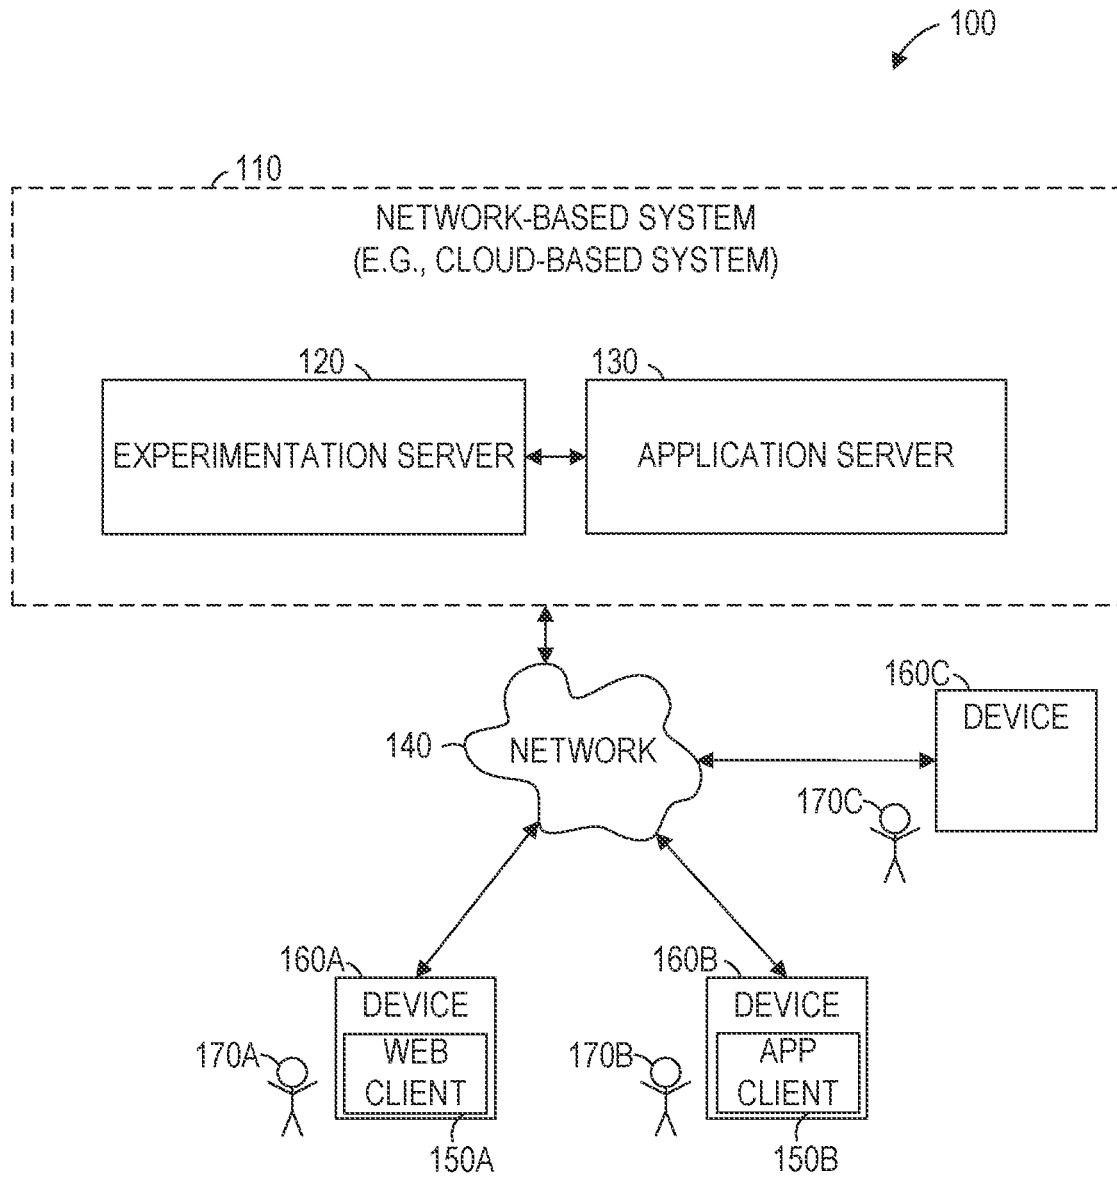 100
110
NETWORK-BASED SYSTEM
(E.G., CLOUD-BASED SYSTEM)
120
130
EXPERIMENTATION SERVER
APPLICATION SERVER
160C
DEVICE
140
NETWORK
170C
160A
160B
DEVICE
DEVICE
170A
WEB
CLIENT
170B
APP
CLIENT
150A
150B